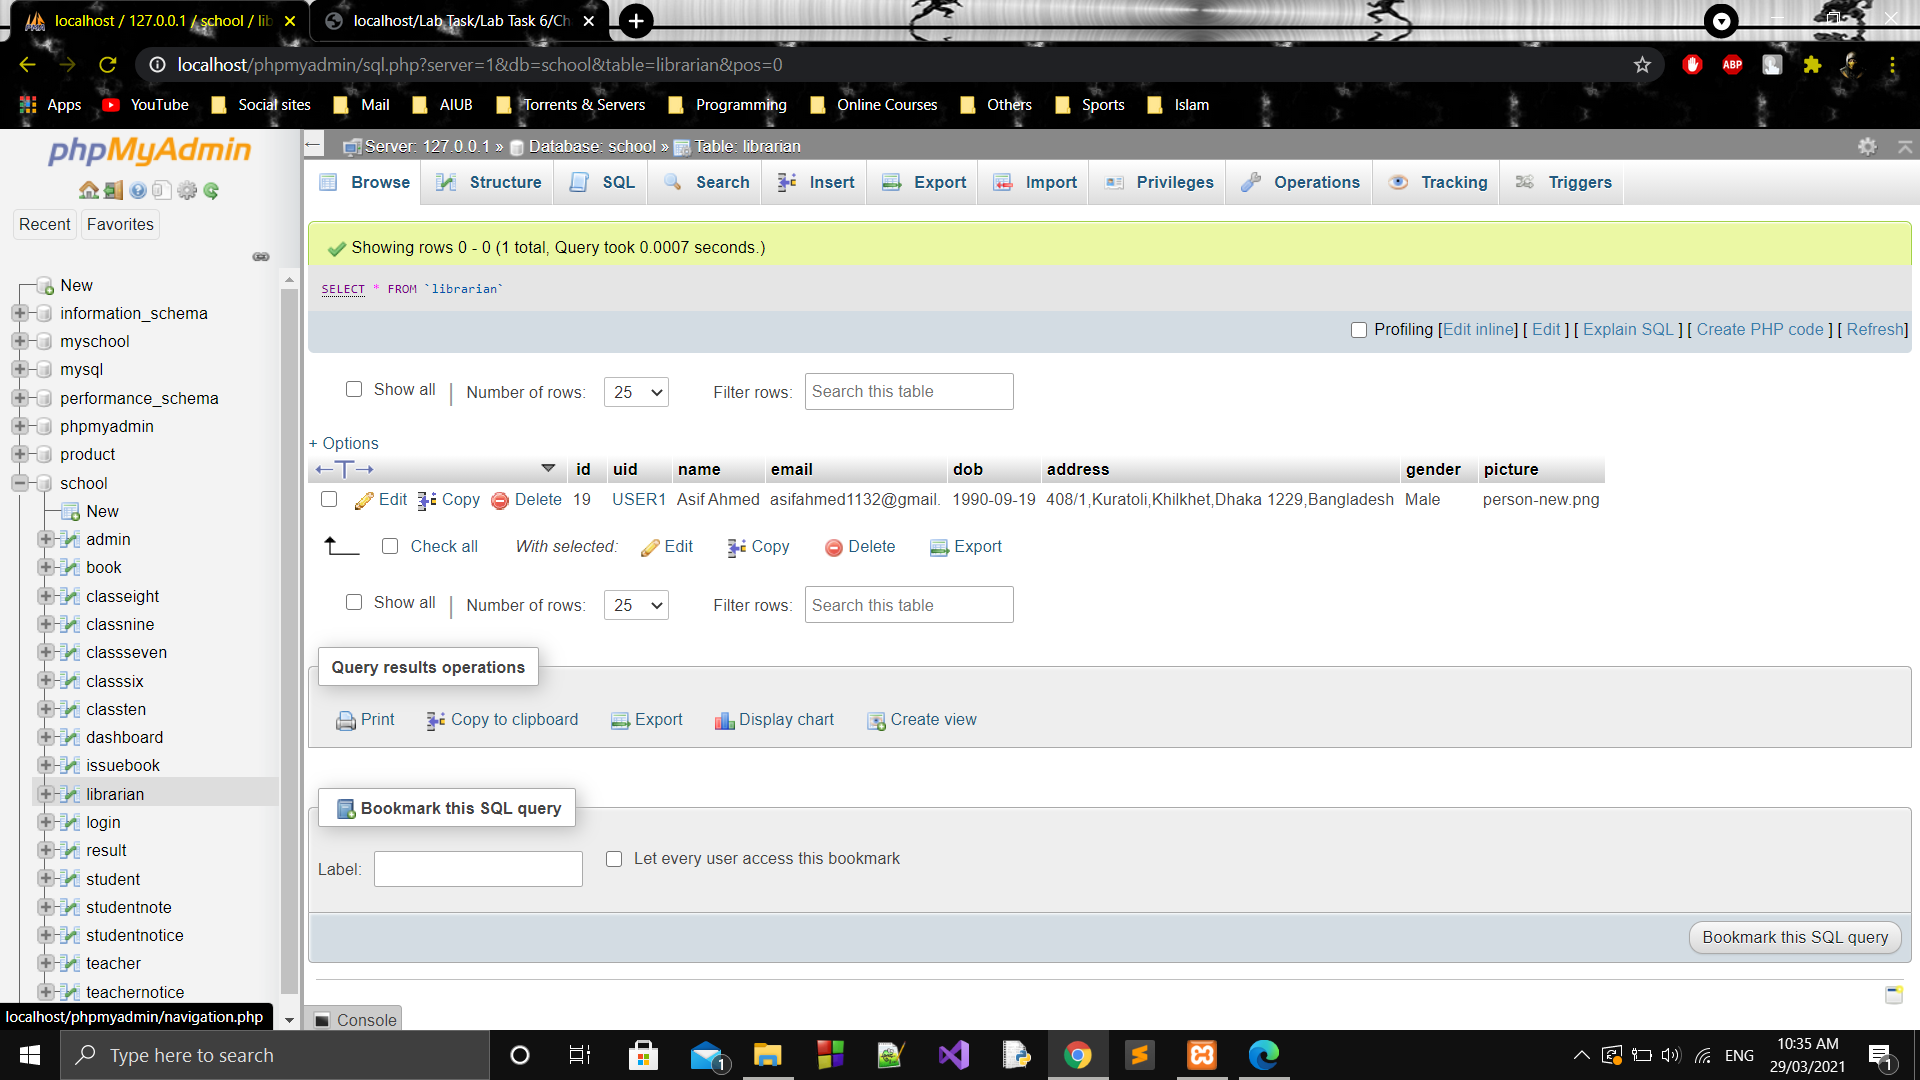 localhost / 127.0.0.1 / school / lib
localhost/Lab Task/Lab Task 6/Ch
localhost/phpmyadmin/sql.php?server=1&db=school&table=librarian&pos=0
ABP
Apps YouTube Social sites Mail AIUB Torrents & Servers Programming Online Courses Others Sports Islam
phpMyAdmin
Recent Favorites
New
information_schema
myschool
mysql
performance_schema
phpmyadmin
product
school
New
admin
book
classeight
classnine
classseven
classsix
classten
dashboard
issuebook
librarian
login
result
student
studentnote
studentnotice
teacher
teachernotice
localhost/phpmyadmin/navigation.php
Server: 127.0.0.1 » Database: school » Table: librarian
Browse Structure SQL Search Insert Export Import Privileges Operations Tracking Triggers
Showing rows 0 - 0 (1 total, Query took 0.0007 seconds.)
SELECT * FROM `librarian`
Profiling [Edit inline] [ Edit ] [ Explain SQL ] [ Create PHP code ] [ Refresh]
Show all | Number of rows: 25 Filter rows: Search this table
+ Options
←T→ id uid name email dob address gender picture
Edit Copy Delete 19 USER1 Asif Ahmed asifahmed1132@gmail. 1990-09-19 408/1,Kuratoli,Khilkhet,Dhaka 1229,Bangladesh Male person-new.png
Check all With selected: Edit Copy Delete Export
Show all | Number of rows: 25 Filter rows: Search this table
Query results operations
Print Copy to clipboard Export Display chart Create view
Bookmark this SQL query
Label: Let every user access this bookmark
Bookmark this SQL query
Console
Type here to search
1
ENG
10:35 AM
29/03/2021
1